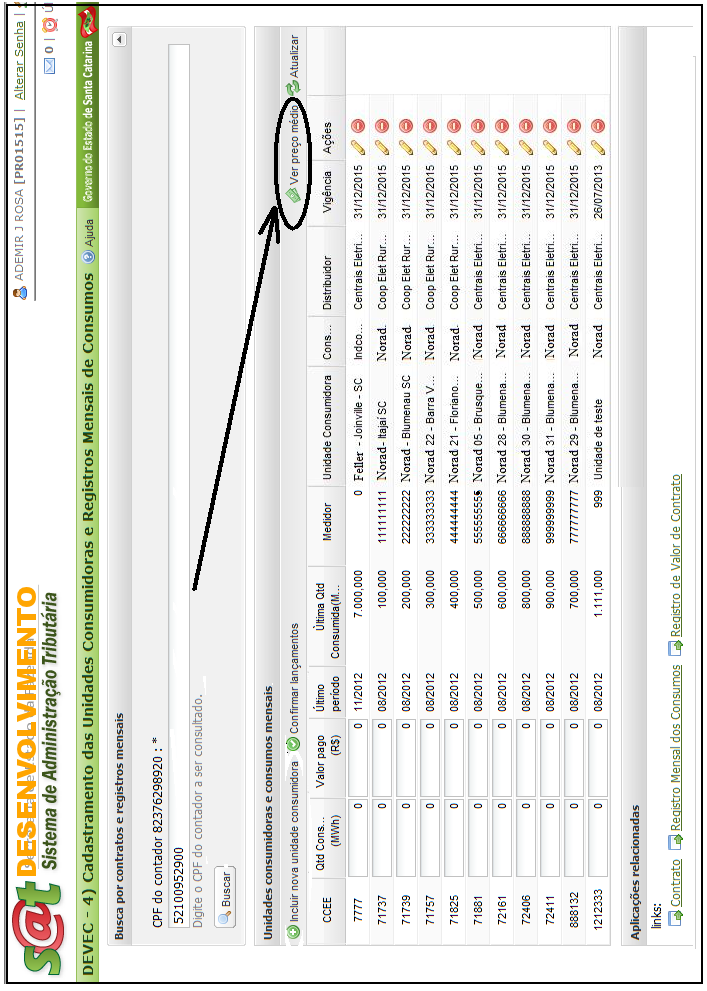 ADEMIR J ROSA [PR01515] | Alterar Senha |
0 |
s@t
DESENVOLVIMENTO
Sistema de Administração Tributária
DEVEC - 4) Cadastramento das Unidades Consumidoras e Registros Mensais de Consumos Ajuda Governo do Estado de Santa Catarina
Busca por contratos e registros mensais
CPF do contador 82376298920 : *
52100952900
Digite o CPF do contador a ser consultado.
Buscar
Unidades consumidoras e consumos mensais
Incluir nova unidade consumidora Confirmar lançamentos Ver preço médio Atualizar
CCEE Qtd Cons... (MWh) Valor pago (R$) Último período Última Qtd Consumida(M... Medidor Unidade Consumidora Cons... Distribuidor Vigência Ações
7777 0 0 11/2012 7.000,000 0 Feller - Joinville - SC Indco... Centrais Eletri... 31/12/2015
71737 0 0 08/2012 100,000 111111111 Norad - Itajaí SC Norad. Coop Elet Rur... 31/12/2015
71739 0 0 08/2012 200,000 222222222 Norad - Blumenau SC Norad Coop Elet Rur... 31/12/2015
71757 0 0 08/2012 300,000 333333333 Norad 22 - Barra V... Norad Coop Elet Rur... 31/12/2015
71825 0 0 08/2012 400,000 444444444 Norad 21 - Floriano... Norad. Coop Elet Rur... 31/12/2015
71881 0 0 08/2012 500,000 555555555 Norad 05 - Brusque... Norad Centrais Eletri... 31/12/2015
72161 0 0 08/2012 600,000 666666666 Norad 28 - Blumena... Norad Centrais Eletri... 31/12/2015
72406 0 0 08/2012 800,000 888888888 Norad 30 - Blumena... Norad Centrais Eletri... 31/12/2015
72411 0 0 08/2012 900,000 999999999 Norad 31 - Blumena... Norad Centrais Eletri... 31/12/2015
888132 0 0 08/2012 700,000 777777777 Norad 29 - Blumena... Norad Centrais Eletri... 31/12/2015
1212333 0 0 08/2012 1.111,000 999 Unidade de teste Norad Centrais Eletri... 26/07/2013
Aplicações relacionadas
links:
Contrato Registro Mensal dos Consumos Registro de Valor de Contrato